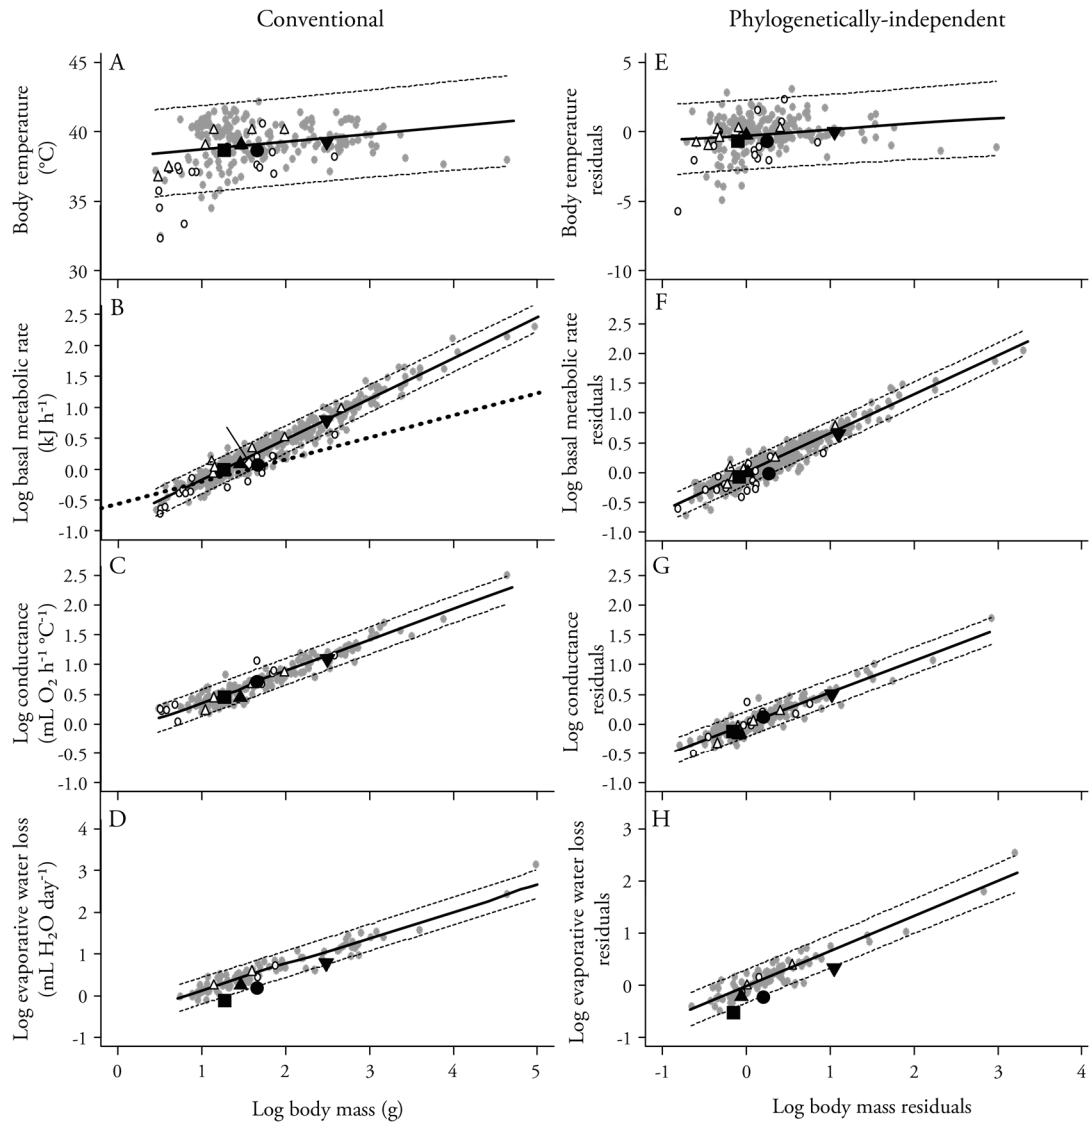 Conventional
Phylogenetically-independent
A
45
40
35
30
Body temperature
(°C)
E
5
0
-5
-10
Body temperature
residuals
B
2.5
2.0
1.5
1.0
0.5
0.0
-0.5
-1.0
Log basal metabolic rate
(kJ h-1)
F
2.5
2.0
1.5
1.0
0.5
0.0
-0.5
-1.0
Log basal metabolic rate
residuals
C
2.5
2.0
1.5
1.0
0.5
0.0
-0.5
-1.0
Log conductance
(mL O2 h-1 °C-1)
G
2.5
2.0
1.5
1.0
0.5
0.0
-0.5
-1.0
Log conductance
residuals
D
4
3
2
1
0
-1
Log evaporative water loss
(mL H2O day-1)
H
3
2
1
0
-1
Log evaporative water loss
residuals
0 1 2 3 4 5
-1 0 1 2 3 4
Log body mass (g)
Log body mass residuals